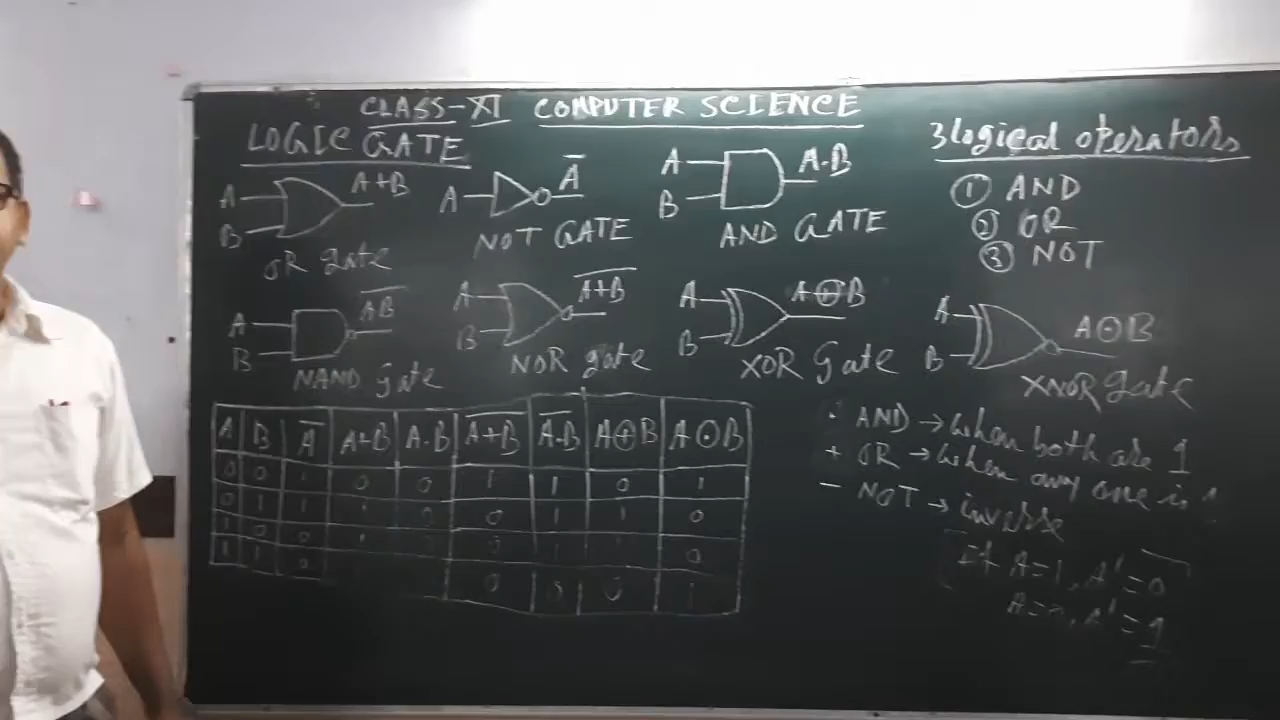 CLASS-XI COMPUTER SCIENCE
LOGIC GATE
A
B
A+B
OR gate
A
A̅
NOT GATE
A
B
A·B
AND GATE
3 logical operators
① AND
② OR
③ NOT
A
B
A̅B̅
NAND gate
A
B
A̅+̅B̅
NOR gate
A
B
A⊕B
XOR Gate
A
B
A⊙B
XNOR gate
A B A̅ A+B A·B A̅+̅B̅ A̅·̅B̅ A⊕B A⊙B
0 0 1 0 0 1 1 0 1
0 1 1 0 0 1 1 0
1 0 0 0
1 1 0 0 0 0 1
· AND → When both are 1
+ OR → When any one is 1
− NOT → inverse
If A=1, A'=0
A=0, A'=1